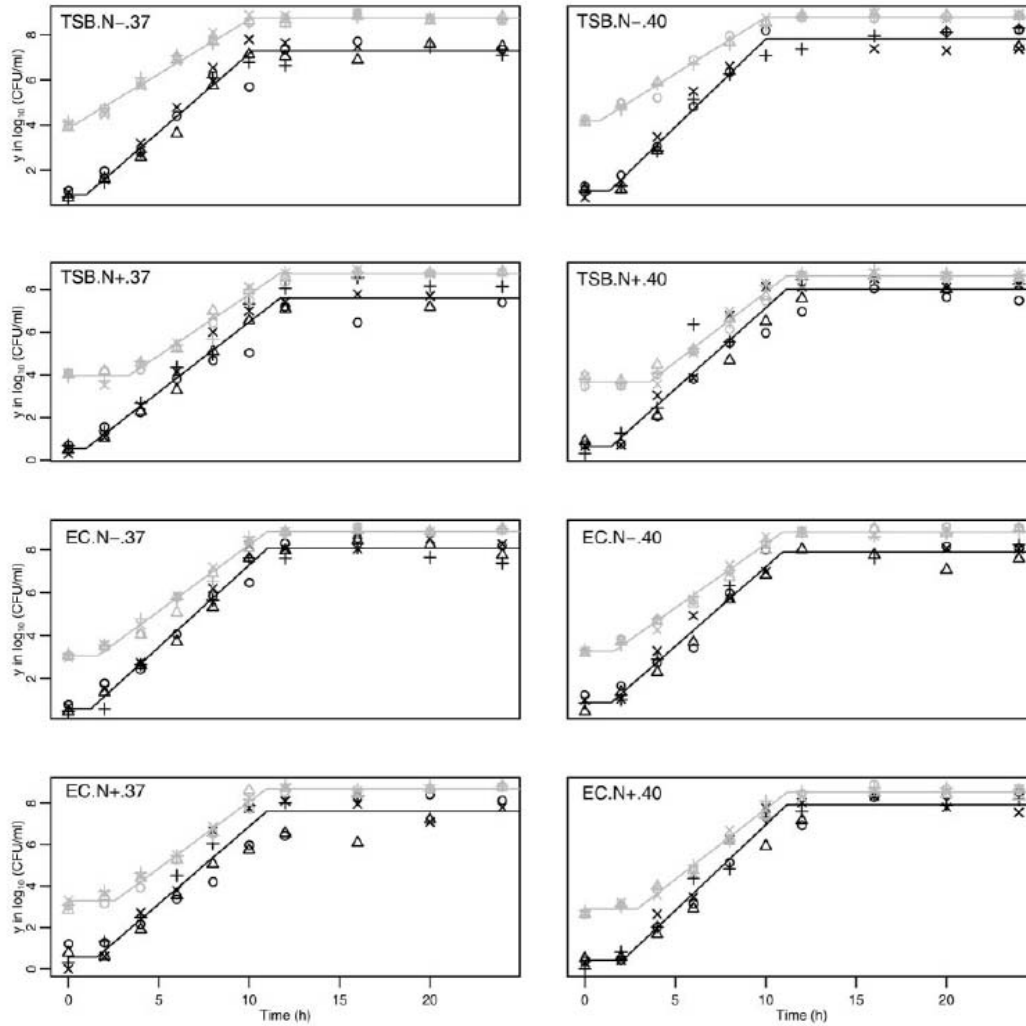 TSB.N−.37
TSB.N−.40
y in log10 (CFU/ml)
2 4 6 8
TSB.N+.37
TSB.N+.40
y in log10 (CFU/ml)
0 2 4 6 8
EC.N−.37
EC.N−.40
y in log10 (CFU/ml)
2 4 6 8
EC.N+.37
EC.N+.40
y in log10 (CFU/ml)
0 2 4 6 8
0 5 10 15 20
0 5 10 15 20
Time (h)
Time (h)